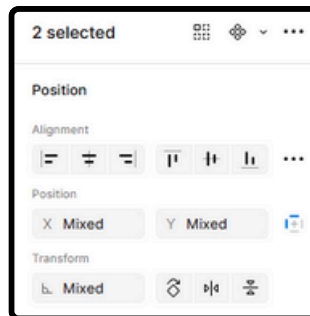 2 selected
Position
Alignment
Position
X Mixed Y Mixed
Transform
Mixed